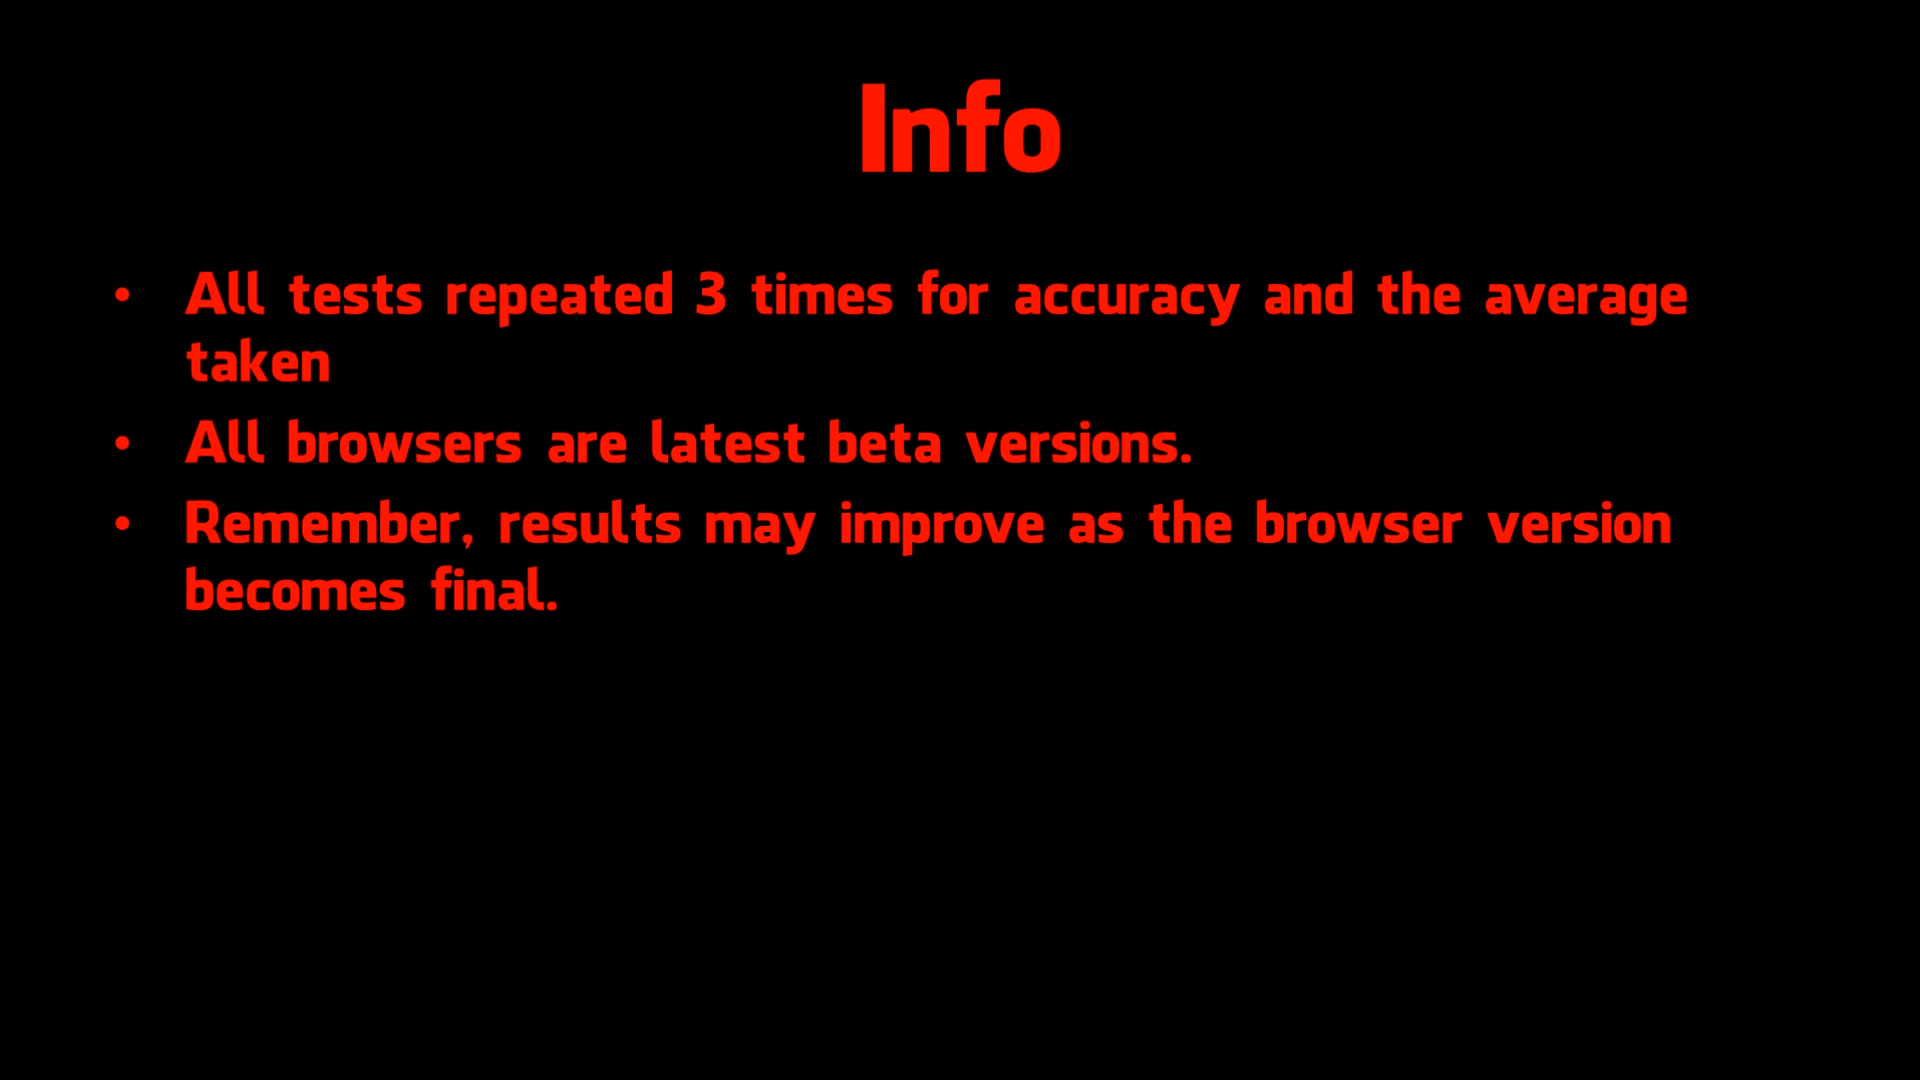 Info
• All tests repeated 3 times for accuracy and the average
taken
• All browsers are latest beta versions.
• Remember, results may improve as the browser version
becomes final.